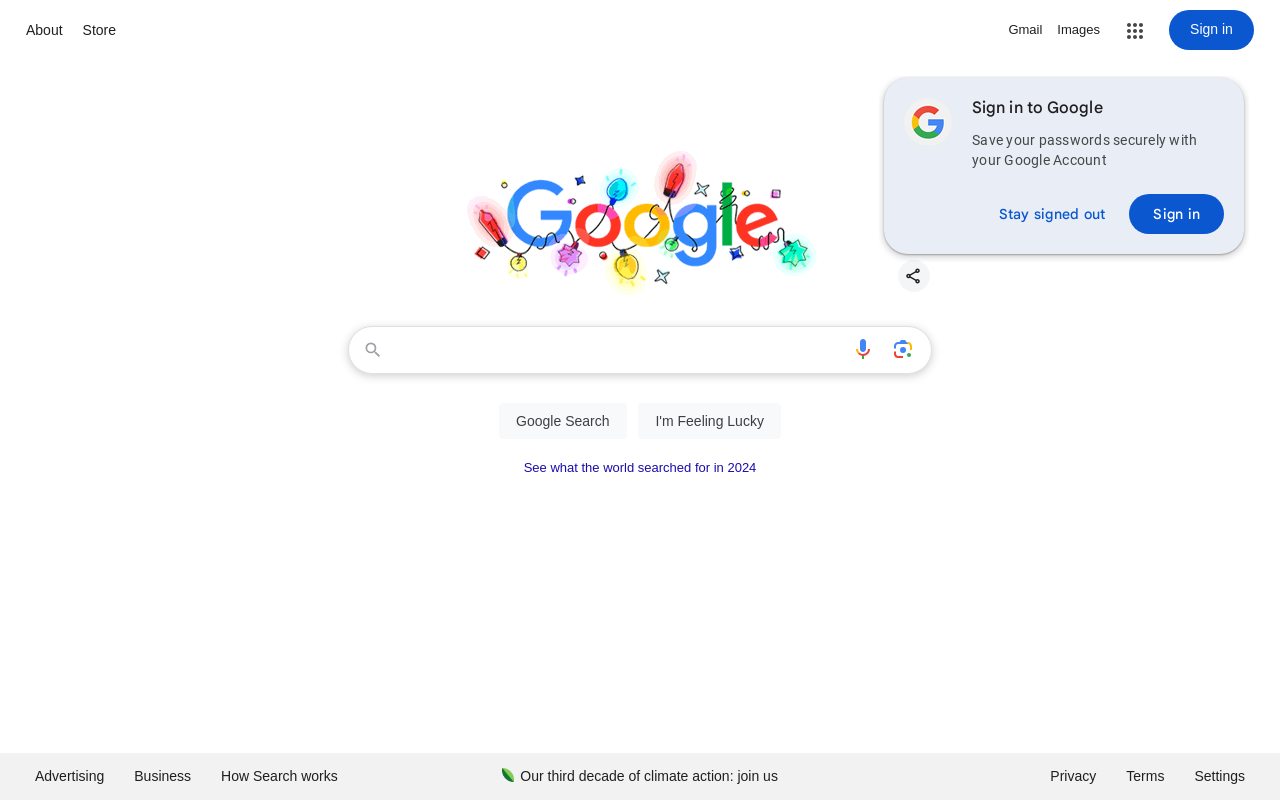 About Store
Gmail Images Sign in
Sign in to Google
Save your passwords securely with
your Google Account
Stay signed out Sign in
Google
Google Search I'm Feeling Lucky
See what the world searched for in 2024
Advertising Business How Search works Our third decade of climate action: join us Privacy Terms Settings